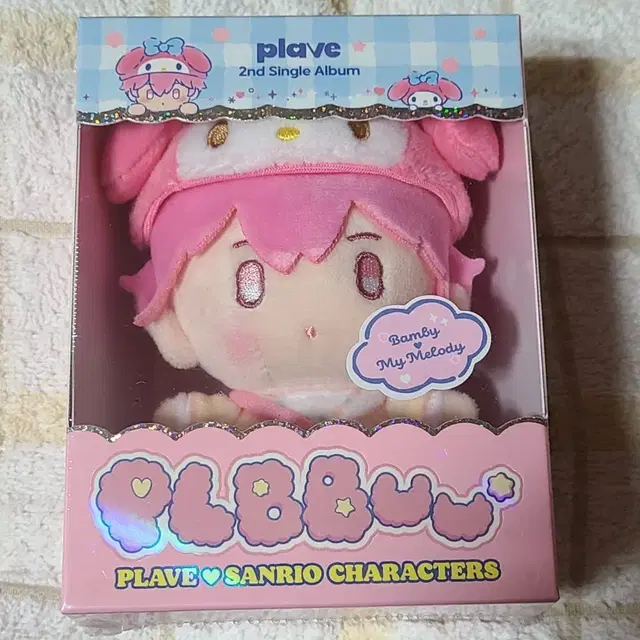 plave
2nd Single Album
Bamby
My Melody
PLBBUU
PLAVE ♥ SANRIO CHARACTERS